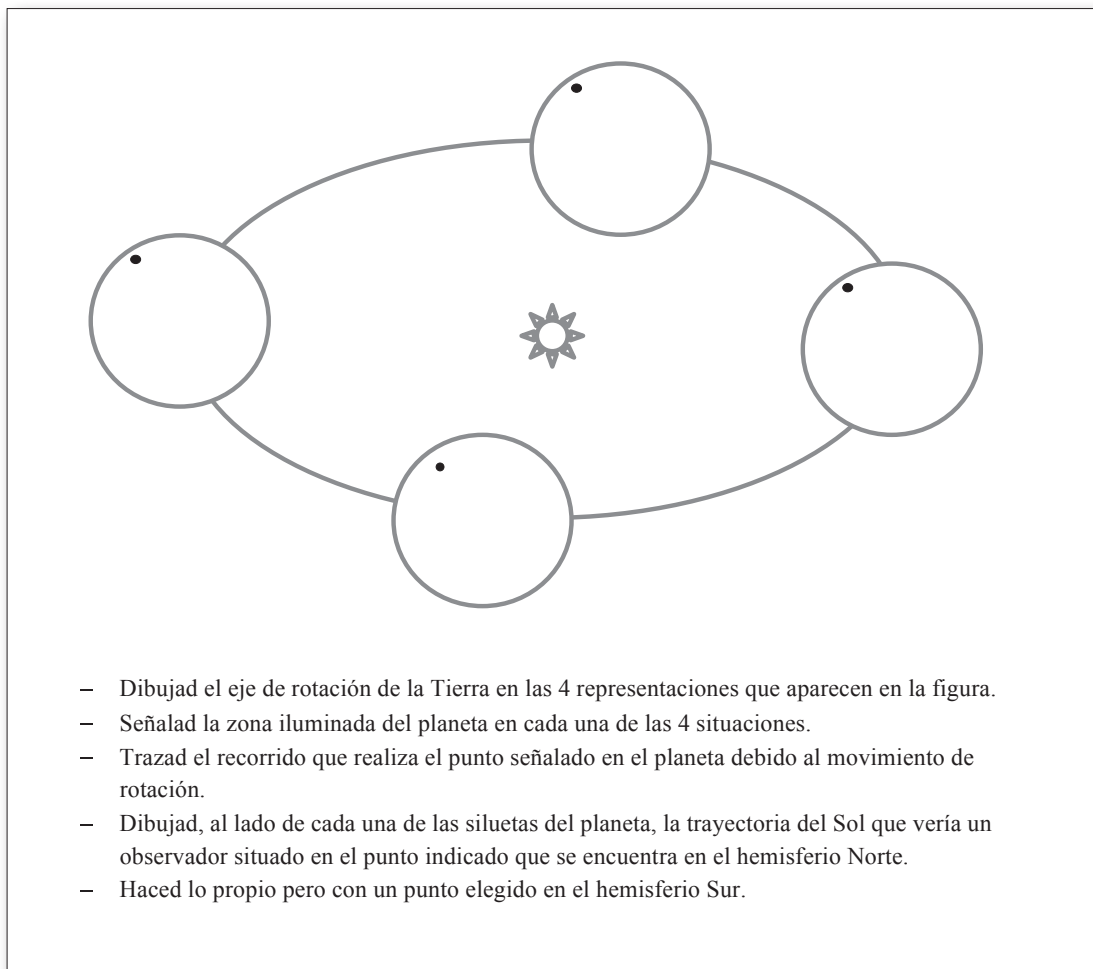 – Dibujad el eje de rotación de la Tierra en las 4 representaciones que aparecen en la figura.
– Señalad la zona iluminada del planeta en cada una de las 4 situaciones.
– Trazad el recorrido que realiza el punto señalado en el planeta debido al movimiento de
rotación.
– Dibujad, al lado de cada una de las siluetas del planeta, la trayectoria del Sol que vería un
observador situado en el punto indicado que se encuentra en el hemisferio Norte.
– Haced lo propio pero con un punto elegido en el hemisferio Sur.